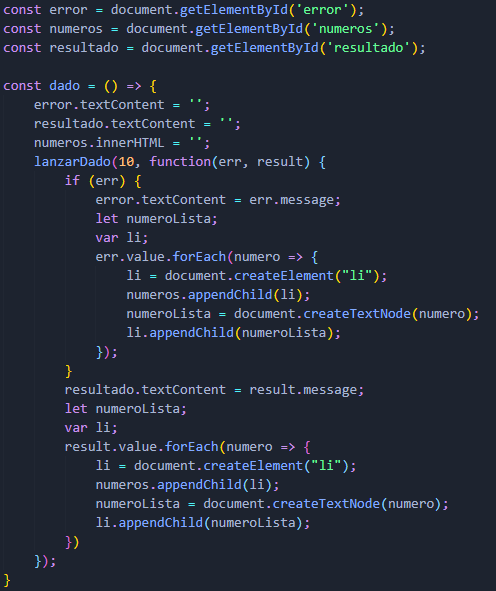 const error = document.getElementById('error');
const numeros = document.getElementById('numeros');
const resultado = document.getElementById('resultado');

const dado = () => {
    error.textContent = '';
    resultado.textContent = '';
    numeros.innerHTML = '';
    lanzarDado(10, function(err, result) {
        if (err) {
            error.textContent = err.message;
            let numeroLista;
            var li;
            err.value.forEach(numero => {
                li = document.createElement("li");
                numeros.appendChild(li);
                numeroLista = document.createTextNode(numero);
                li.appendChild(numeroLista);
            });
        }
        resultado.textContent = result.message;
        let numeroLista;
        var li;
        result.value.forEach(numero => {
            li = document.createElement("li");
            numeros.appendChild(li);
            numeroLista = document.createTextNode(numero);
            li.appendChild(numeroLista);
        })
    });
}